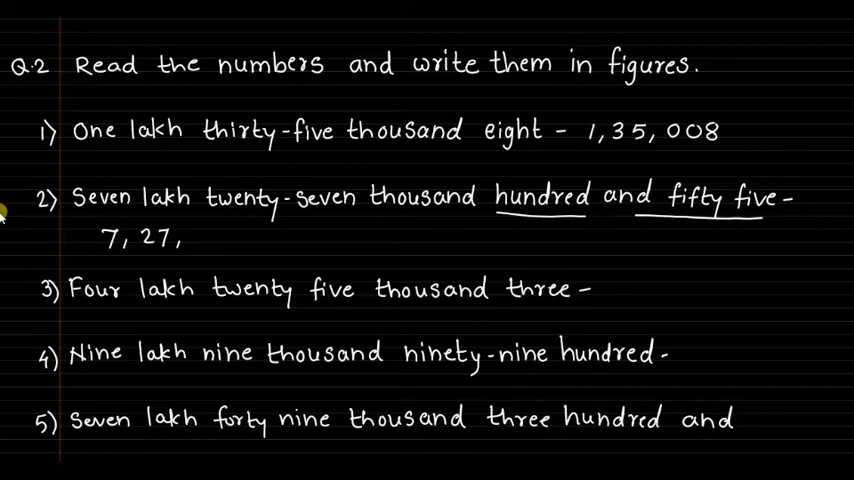 Q.2 Read the numbers and write them in figures.
1) One lakh thirty-five thousand eight - 1,35,008
2) Seven lakh twenty-seven thousand hundred and fifty five -
7, 27,
3) Four lakh twenty five thousand three -
4) Nine lakh nine thousand ninety-nine hundred -
5) Seven lakh forty nine thousand three hundred and